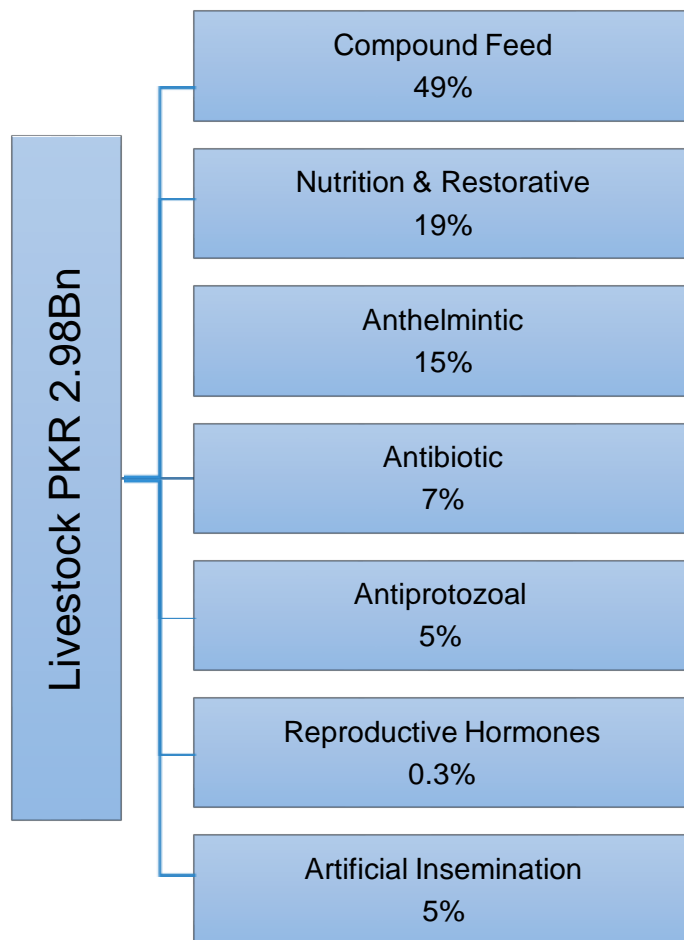 Livestock PKR 2.98Bn
Compound Feed
49%
Nutrition & Restorative
19%
Anthelmintic
15%
Antibiotic
7%
Antiprotozoal
5%
Reproductive Hormones
0.3%
Artificial Insemination
5%